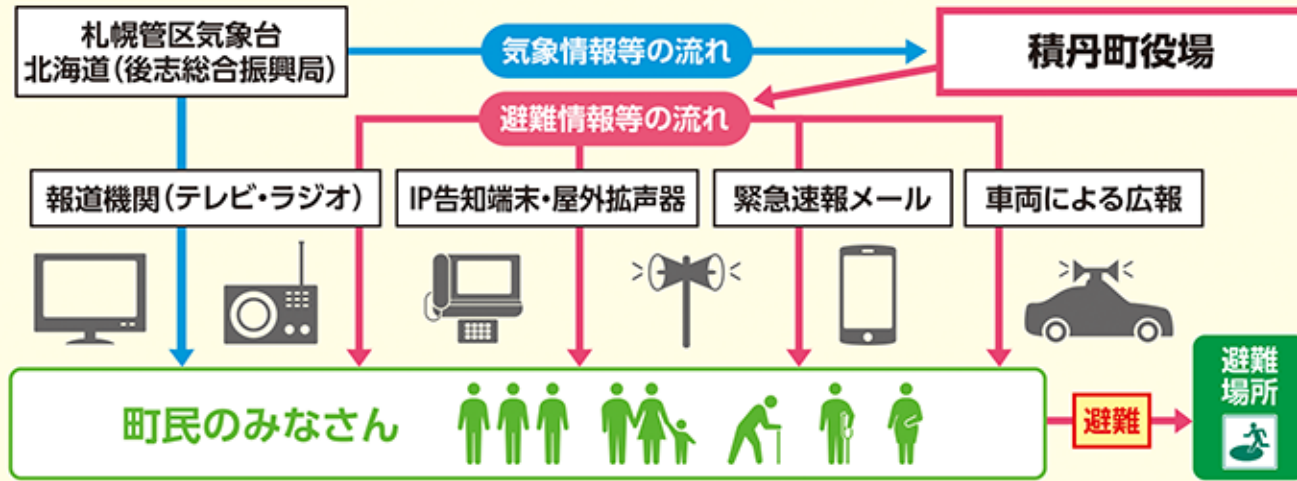 札幌管区気象台
北海道(後志総合振興局)
気象情報等の流れ
積丹町役場
避難情報等の流れ
報道機関(テレビ・ラジオ)
IP告知端末・屋外拡声器
緊急速報メール
車両による広報
町民のみなさん
避難
避難
場所